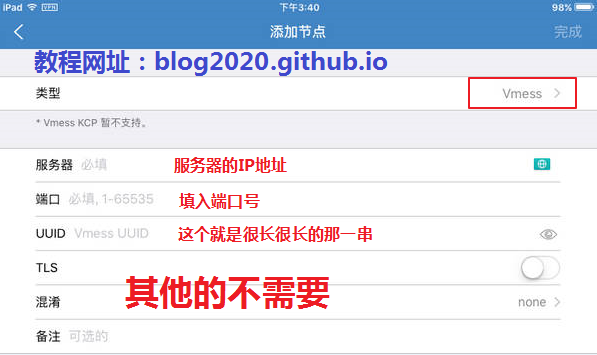 iPad VPN 下午3:40 98%
添加节点 完成
教程网址：blog2020.github.io
类型 Vmess
* Vmess KCP 暂不支持。
服务器 必填 服务器的IP地址
端口 必填, 1-65535 填入端口号
UUID Vmess UUID 这个就是很长很长的那一串
TLS
其他的不需要
混淆 none
备注 可选的